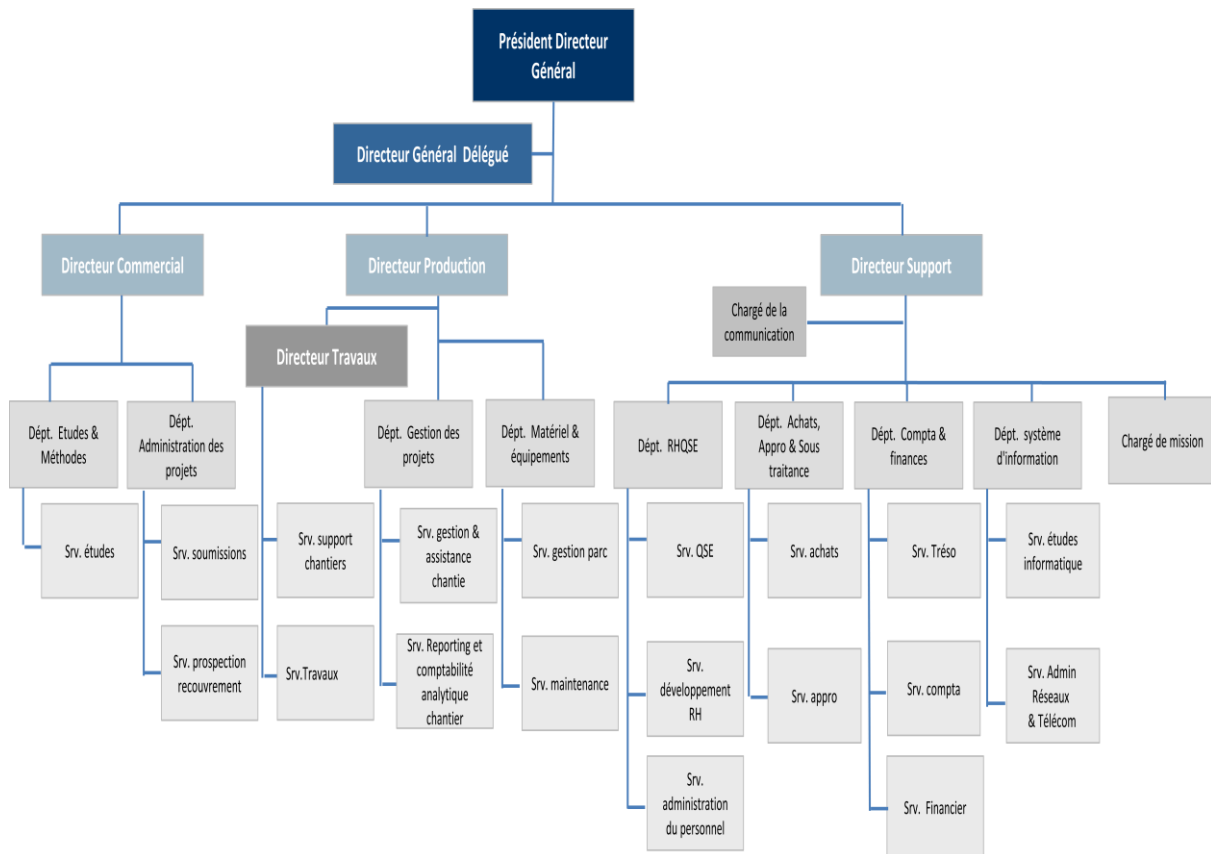 Président Directeur
Général
Directeur Général Délégué
Directeur Commercial
Directeur Production
Directeur Support
Chargé de la
communication
Directeur Travaux
Dépt. Etudes &
Méthodes
Dépt.
Administration des
projets
Dépt. Gestion des
projets
Dépt. Matériel &
équipements
Dépt. RHQSE
Dépt. Achats,
Appro & Sous
traitance
Dépt. Compta &
finances
Dépt. système
d'information
Chargé de mission
Srv. études
Srv. soumissions
Srv. support
chantiers
Srv. gestion &
assistance
chantie
Srv. gestion parc
Srv. QSE
Srv. achats
Srv. Tréso
Srv. études
informatique
Srv. prospection
recouvrement
Srv.Travaux
Srv. Reporting et
comptabilité
analytique
chantier
Srv. maintenance
Srv.
développement
RH
Srv. appro
Srv. compta
Srv. Admin
Réseaux
& Télécom
Srv.
administration
du personnel
Srv. Financier